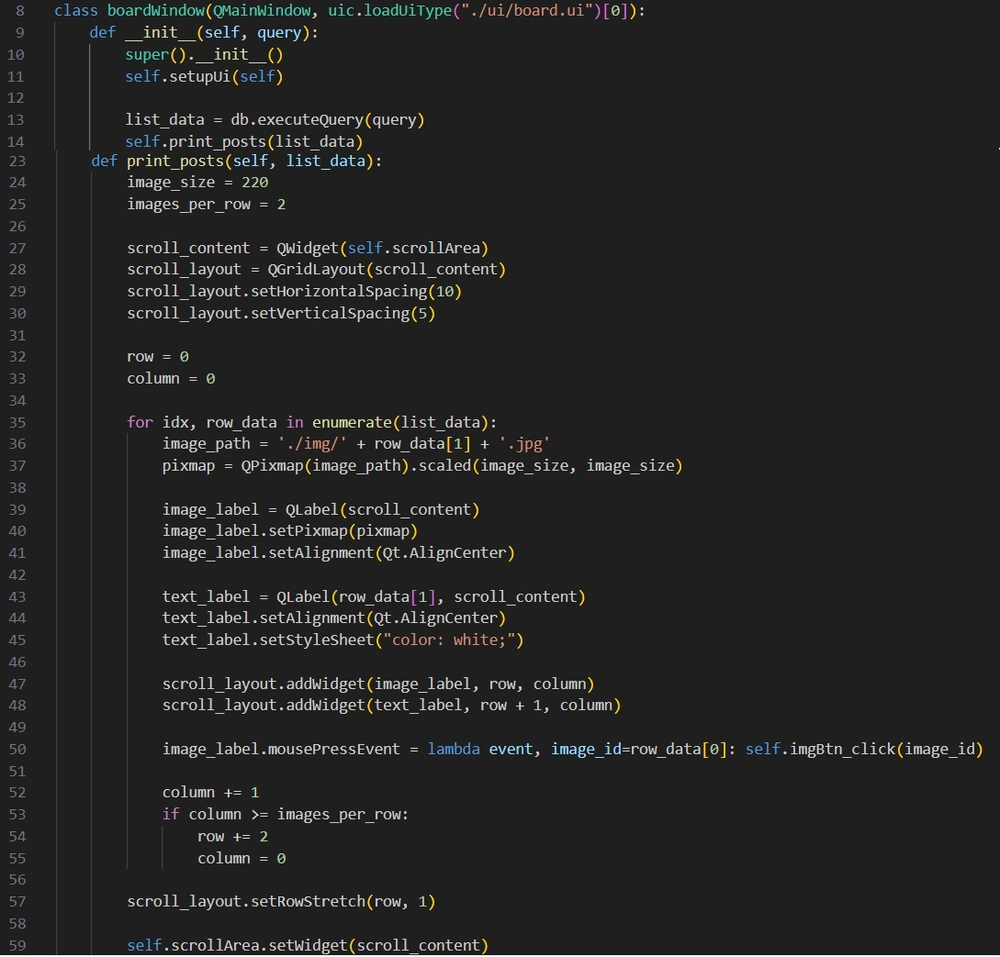 8 class boardWindow(QMainWindow, uic.loadUiType("./ui/board.ui")[0]):
9     def __init__(self, query):
10         super().__init__()
11         self.setupUi(self)
12
13         list_data = db.executeQuery(query)
14         self.print_posts(list_data)
23     def print_posts(self, list_data):
24         image_size = 220
25         images_per_row = 2
26
27         scroll_content = QWidget(self.scrollArea)
28         scroll_layout = QGridLayout(scroll_content)
29         scroll_layout.setHorizontalSpacing(10)
30         scroll_layout.setVerticalSpacing(5)
31
32         row = 0
33         column = 0
34
35         for idx, row_data in enumerate(list_data):
36             image_path = './img/' + row_data[1] + '.jpg'
37             pixmap = QPixmap(image_path).scaled(image_size, image_size)
38
39             image_label = QLabel(scroll_content)
40             image_label.setPixmap(pixmap)
41             image_label.setAlignment(Qt.AlignCenter)
42
43             text_label = QLabel(row_data[1], scroll_content)
44             text_label.setAlignment(Qt.AlignCenter)
45             text_label.setStyleSheet("color: white;")
46
47             scroll_layout.addWidget(image_label, row, column)
48             scroll_layout.addWidget(text_label, row + 1, column)
49
50             image_label.mousePressEvent = lambda event, image_id=row_data[0]: self.imgBtn_click(image_id)
51
52             column += 1
53             if column >= images_per_row:
54                 row += 2
55                 column = 0
56
57         scroll_layout.setRowStretch(row, 1)
58
59         self.scrollArea.setWidget(scroll_content)